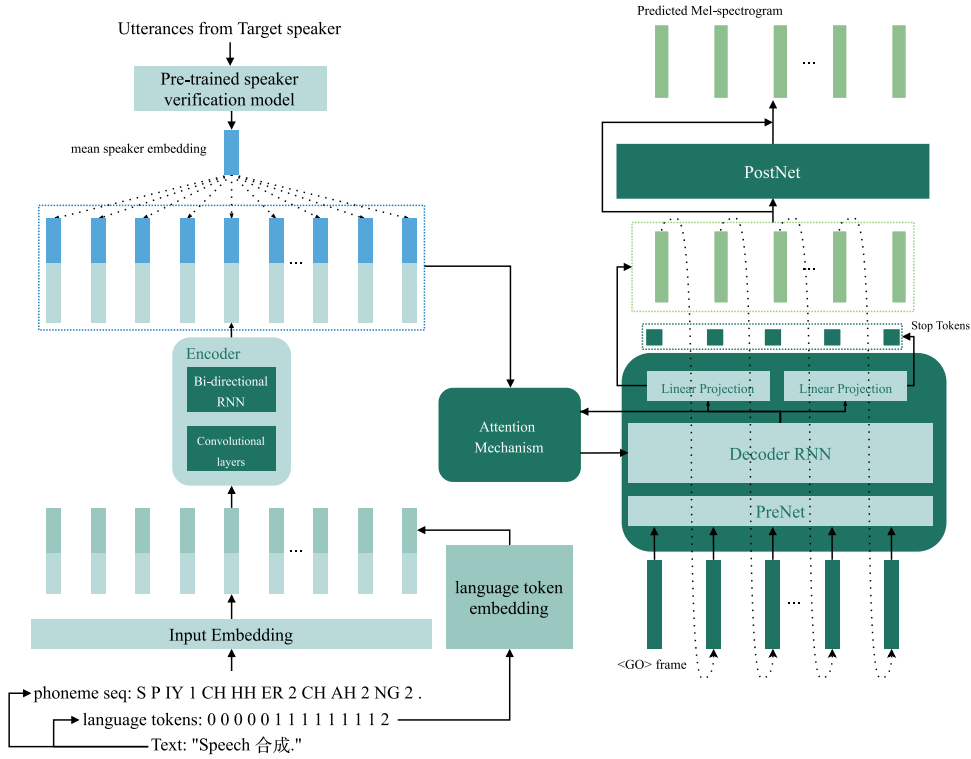 Utterances from Target speaker
Pre-trained speaker
verification model
mean speaker embedding
...
Encoder
Bi-directional
RNN
Convolutional
layers
...
language token
embedding
Input Embedding
phoneme seq: S P IY 1 CH HH ER 2 CH AH 2 NG 2 .
language tokens: 0 0 0 0 0 1 1 1 1 1 1 1 1 2
Text: "Speech 合成."
Attention
Mechanism
Predicted Mel-spectrogram
...
PostNet
...
Stop Tokens
Linear Projection
Linear Projection
Decoder RNN
PreNet
...
<GO> frame